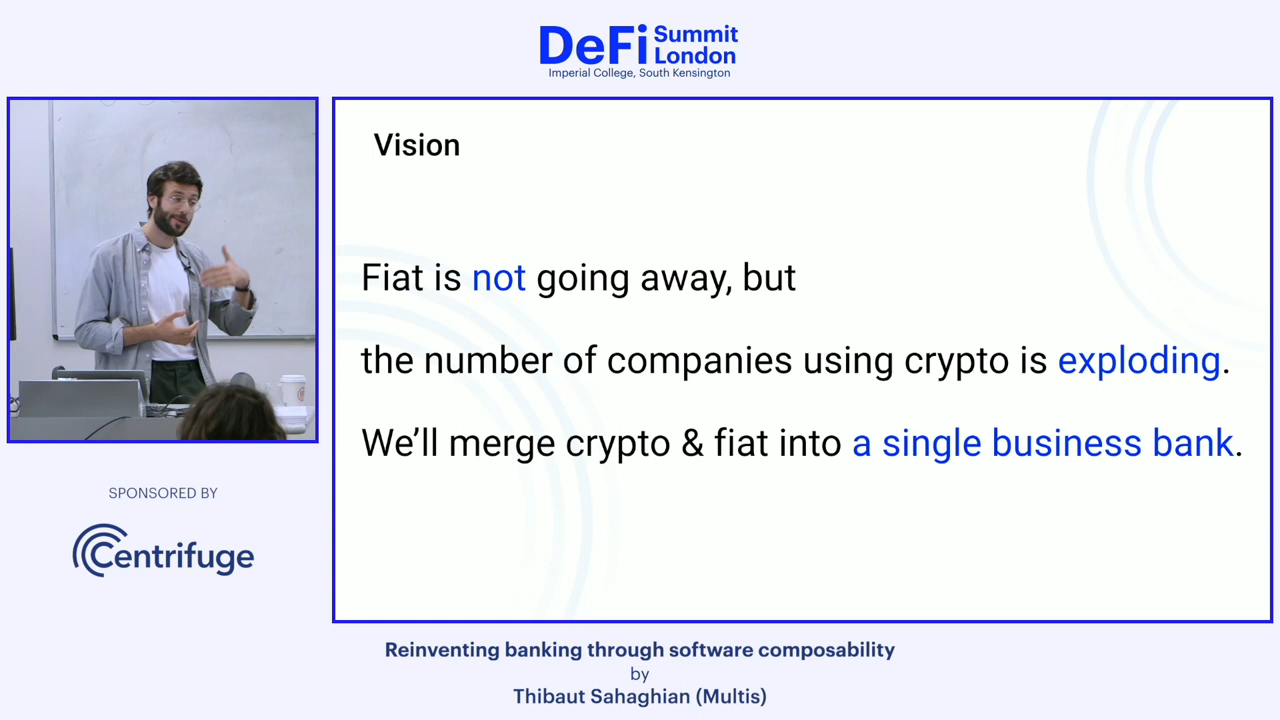 DeFi Summit London
Imperial College, South Kensington
Vision
Fiat is not going away, but
the number of companies using crypto is exploding.
We’ll merge crypto & fiat into a single business bank.
SPONSORED BY
Centrifuge
Reinventing banking through software composability
by
Thibaut Sahaghian (Multis)